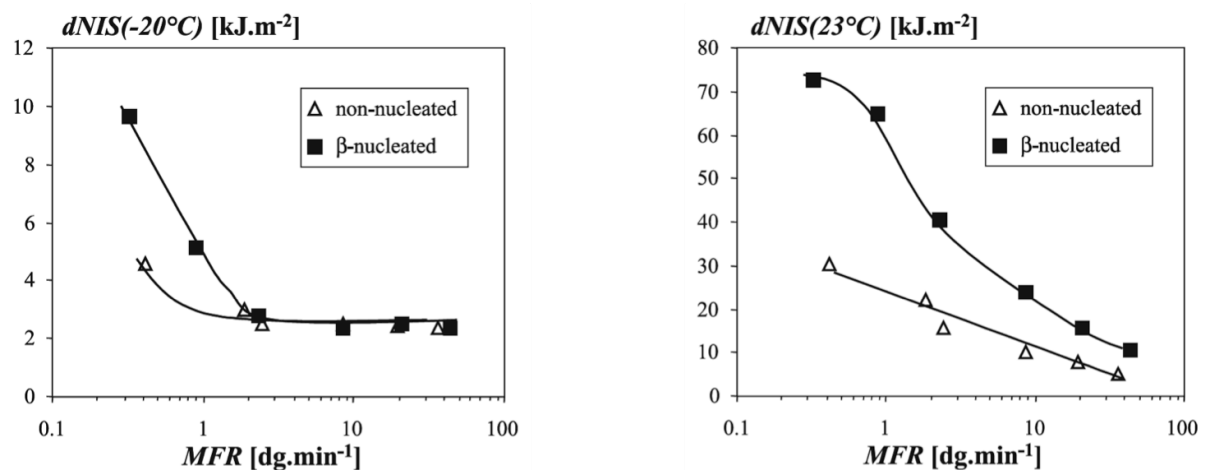 dNIS(-20°C) [kJ.m-2]
12
10
8
6
4
2
0
non-nucleated
β-nucleated
0.1 1 10 100
MFR [dg.min-1]
dNIS(23°C) [kJ.m-2]
80
70
60
50
40
30
20
10
0
non-nucleated
β-nucleated
0.1 1 10 100
MFR [dg.min-1]